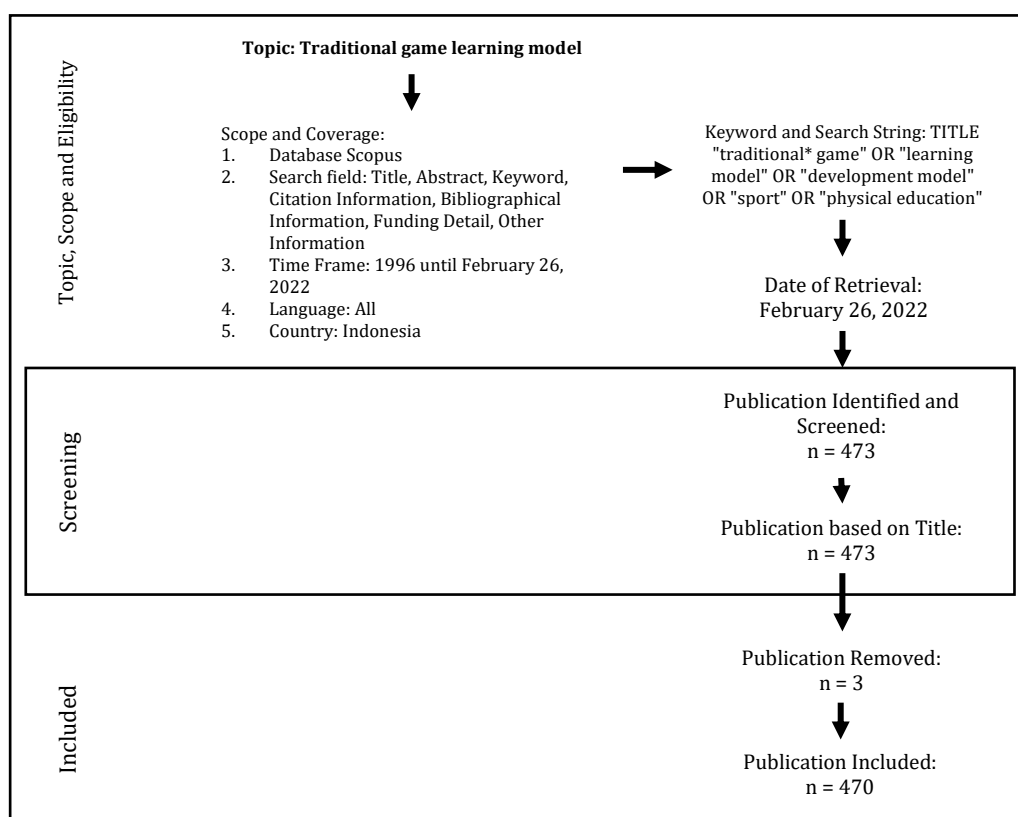 Topic, Scope and Eligibility
Topic: Traditional game learning model
Scope and Coverage:
1. Database Scopus
2. Search field: Title, Abstract, Keyword,
Citation Information, Bibliographical
Information, Funding Detail, Other
Information
3. Time Frame: 1996 until February 26,
2022
4. Language: All
5. Country: Indonesia
Keyword and Search String: TITLE
"traditional* game" OR "learning
model" OR "development model"
OR "sport" OR "physical education"
Date of Retrieval:
February 26, 2022
Screening
Publication Identified and
Screened:
n = 473
Publication based on Title:
n = 473
Included
Publication Removed:
n = 3
Publication Included:
n = 470